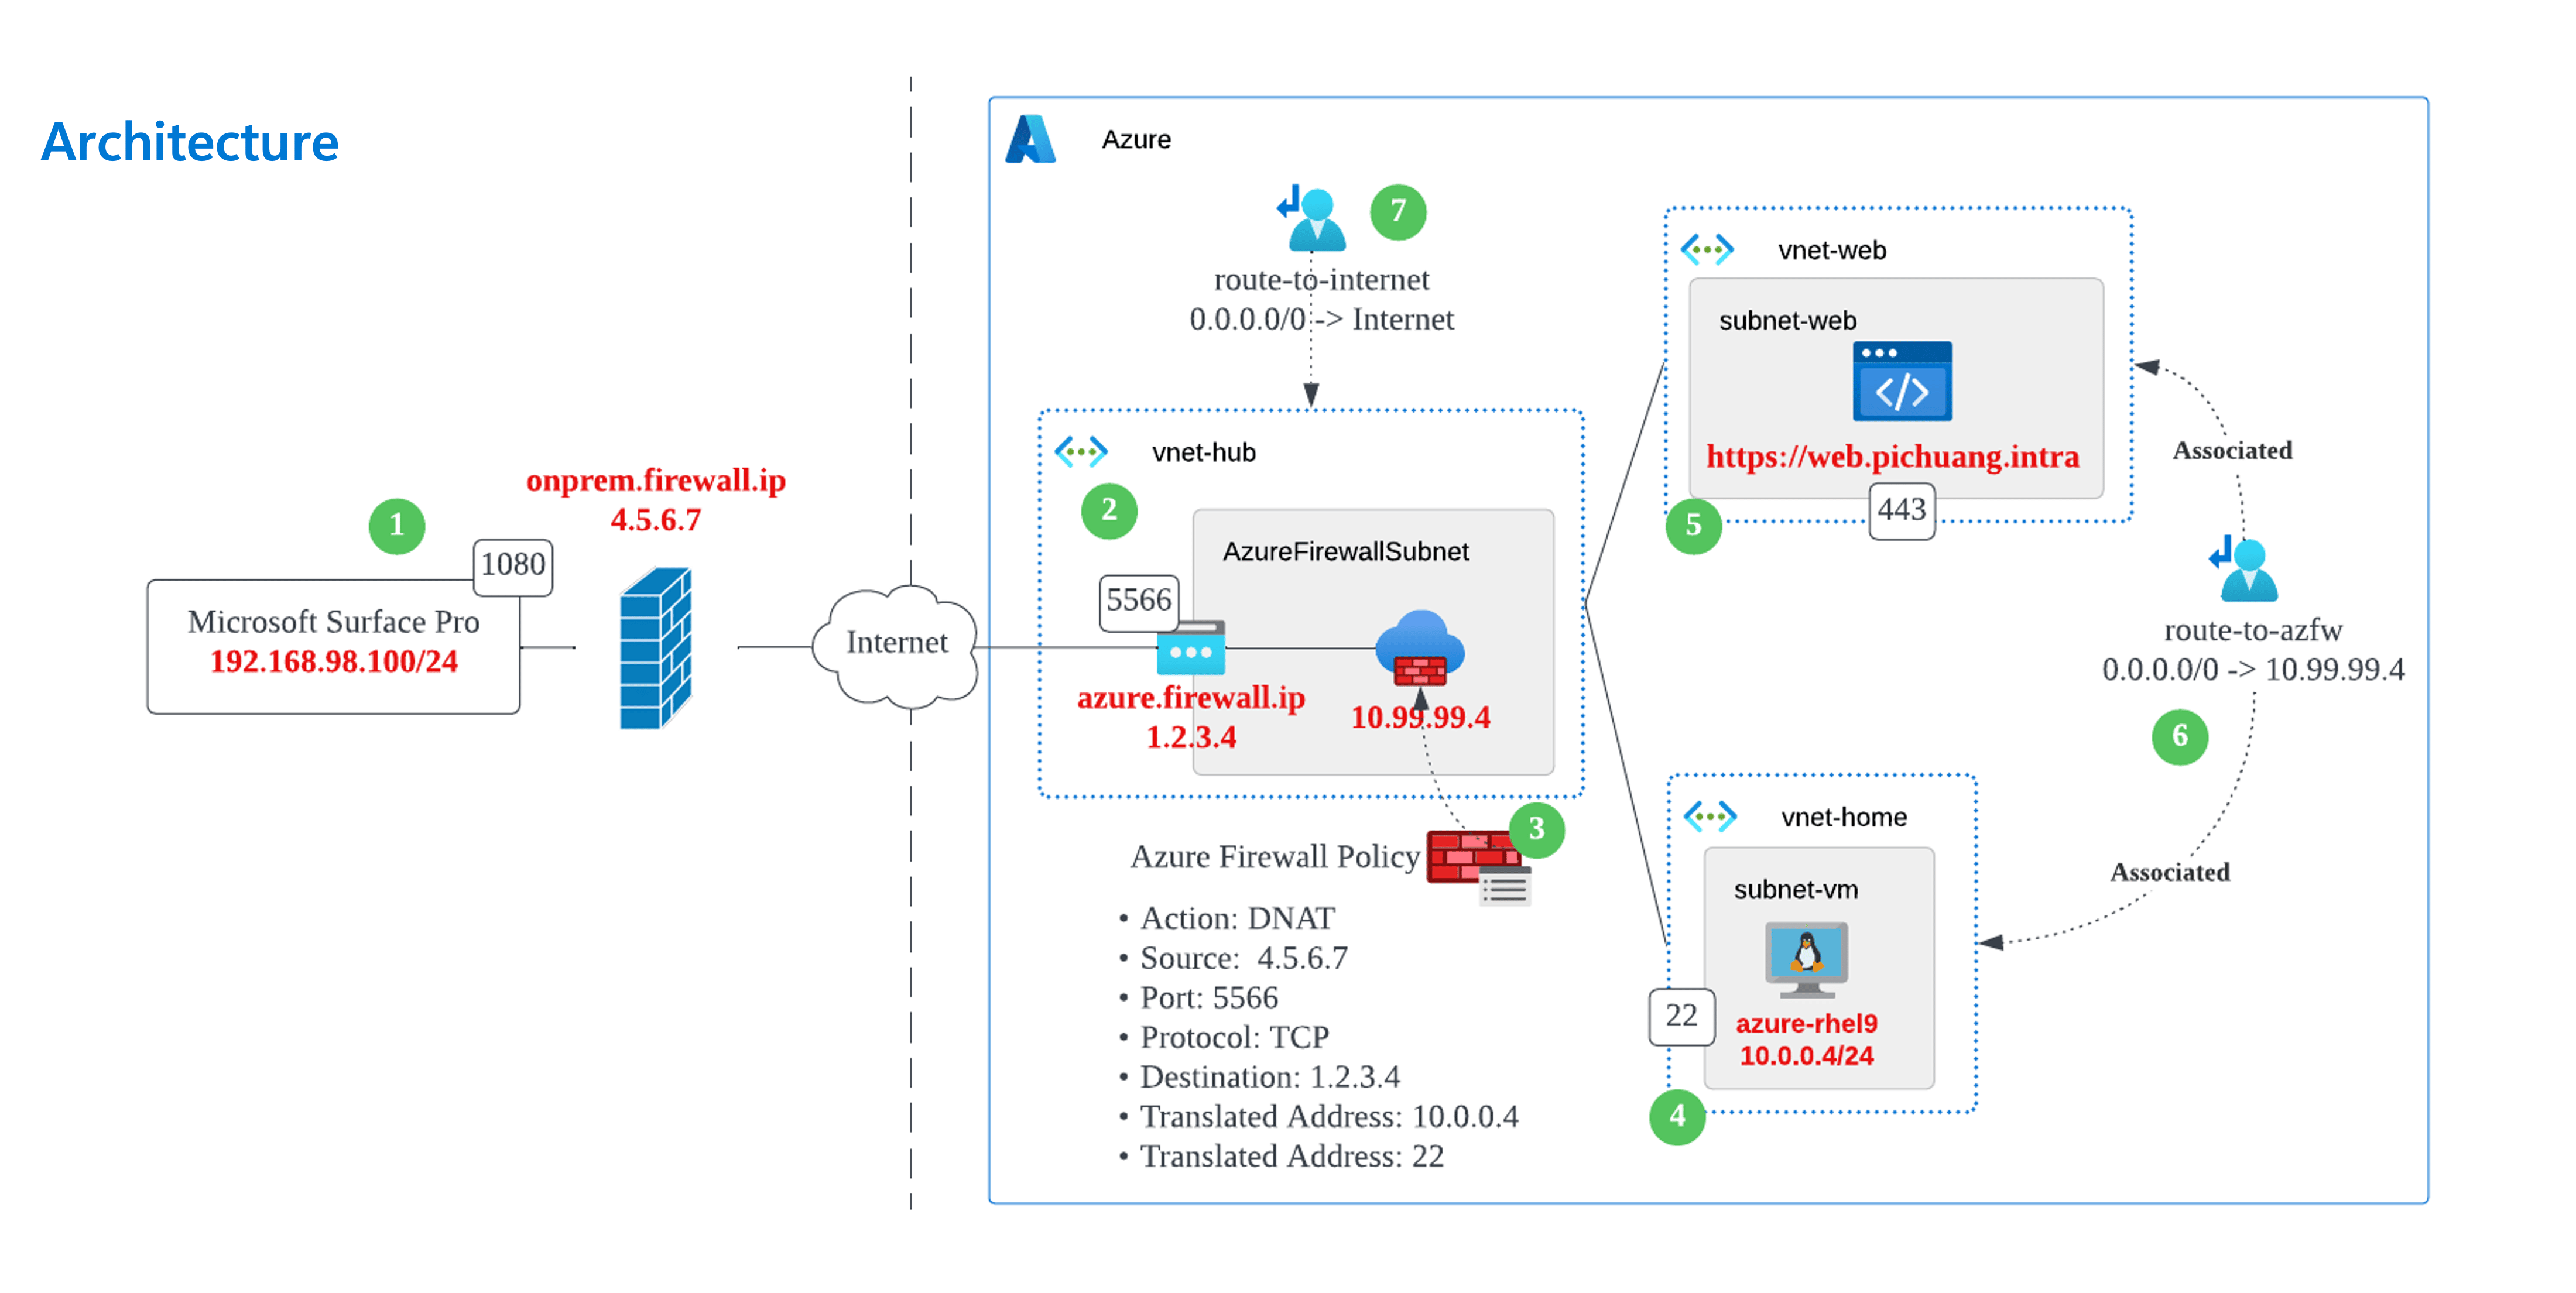 Architecture
Azure
7
route-to-internet
0.0.0.0/0 -> Internet
vnet-web
subnet-web
https://web.pichuang.intra
443
5
Associated
vnet-hub
2
AzureFirewallSubnet
5566
azure.firewall.ip
1.2.3.4
10.99.99.4
1
1080
Microsoft Surface Pro
192.168.98.100/24
onprem.firewall.ip
4.5.6.7
Internet
route-to-azfw
0.0.0.0/0 -> 10.99.99.4
6
Associated
3
Azure Firewall Policy
• Action: DNAT
• Source: 4.5.6.7
• Port: 5566
• Protocol: TCP
• Destination: 1.2.3.4
• Translated Address: 10.0.0.4
• Translated Address: 22
vnet-home
subnet-vm
22
azure-rhel9
10.0.0.4/24
4